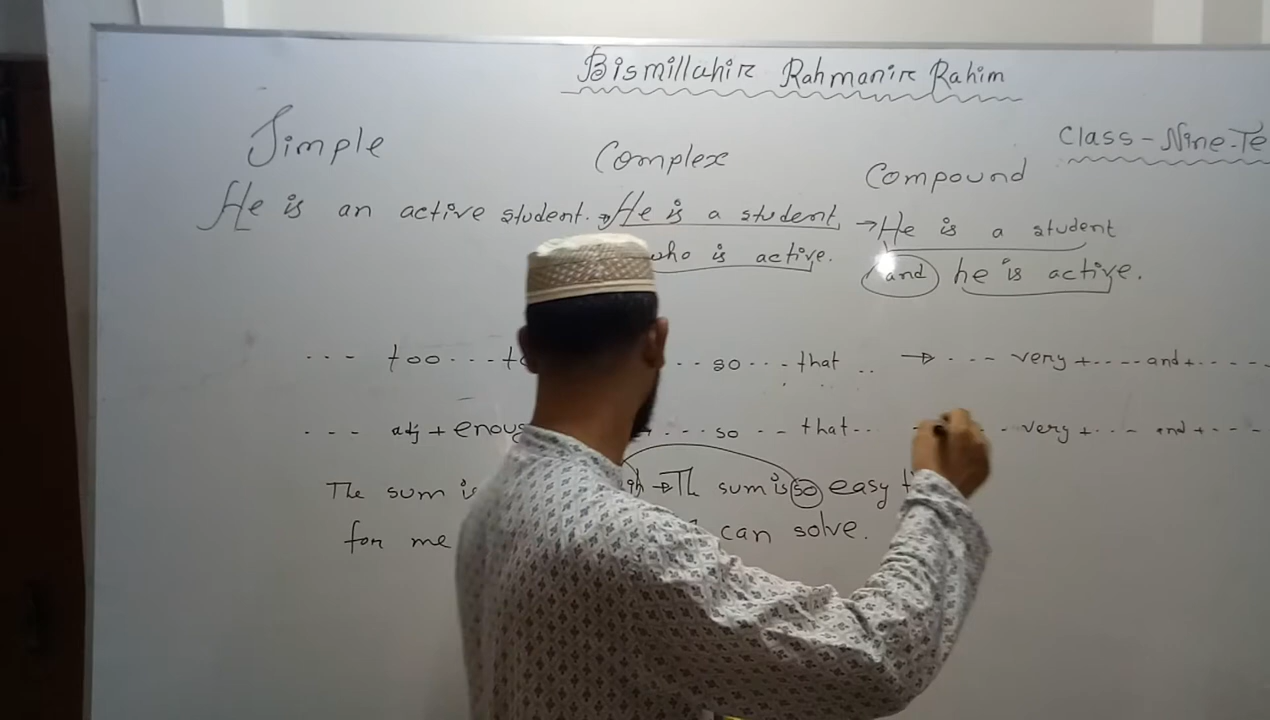 Bismillahir Rahmanir Rahim
Class-Nine-Te
Simple
Complex
Compound
He is an active student. → He is a student, → He is a student
who is active. and he is active.
--- too --- so --- that .. → --- very + ---- and + ----
--- adj + so -- that -- very + --- and + ---
The sum is → Th sum is so easy
for me can solve.